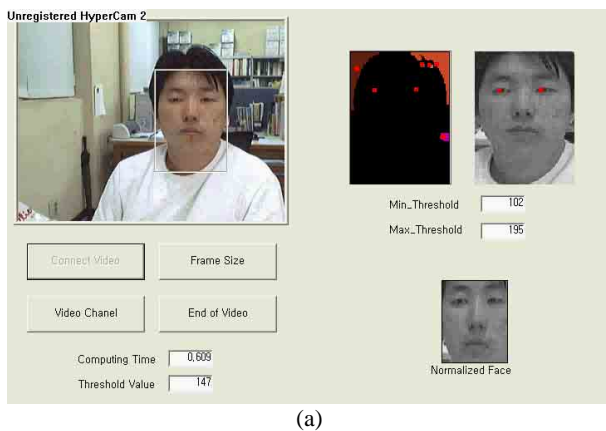 Unregistered HyperCam 2
Min_Threshold 102
Max_Threshold 195
Connect Video
Frame Size
Video Chanel
End of Video
Computing Time 0,609
Threshold Value 147
Normalized Face
(a)